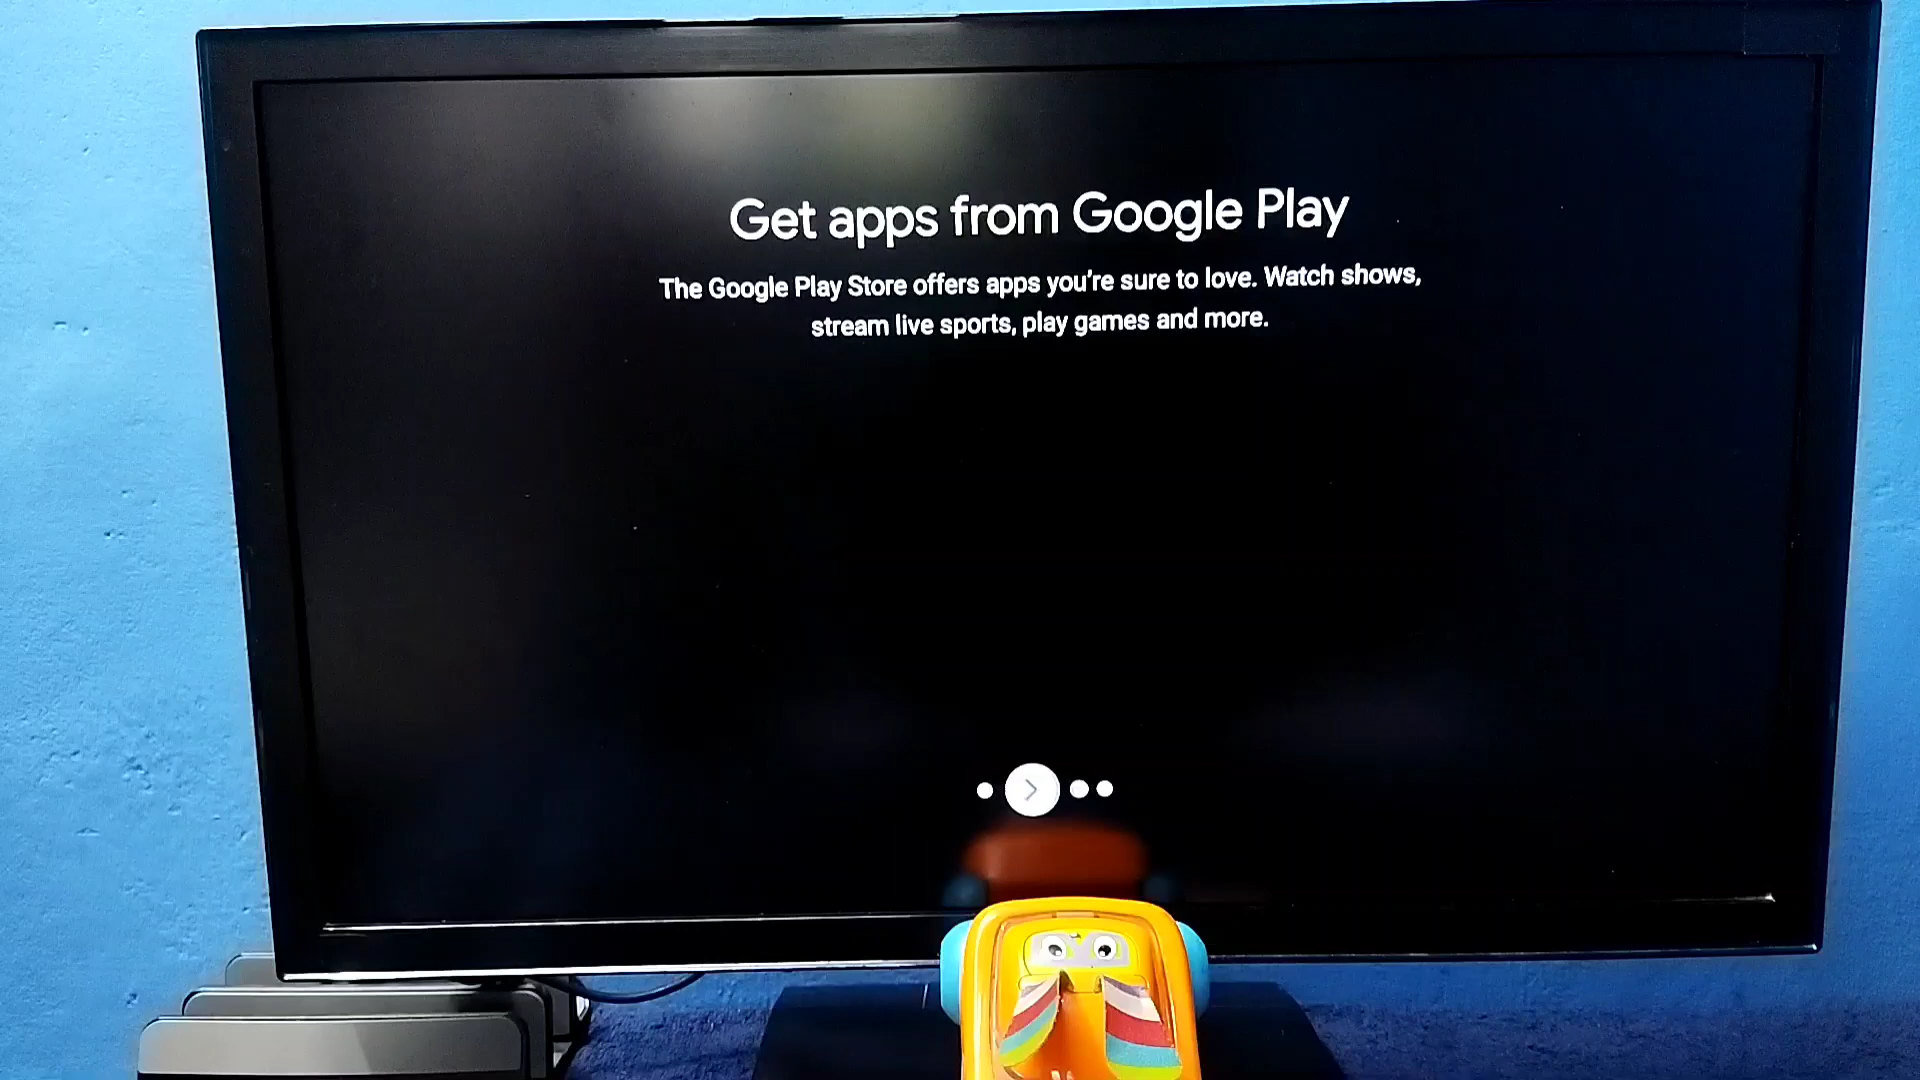 Get apps from Google Play
The Google Play Store offers apps you're sure to love. Watch shows,
stream live sports, play games and more.